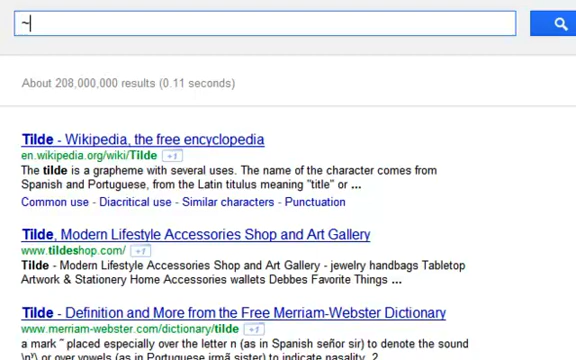 ~
About 208,000,000 results (0.11 seconds)
Tilde - Wikipedia, the free encyclopedia
en.wikipedia.org/wiki/Tilde +1
The tilde is a grapheme with several uses. The name of the character comes from
Spanish and Portuguese, from the Latin titulus meaning "title" or ...
Common use - Diacritical use - Similar characters - Punctuation
Tilde, Modern Lifestyle Accessories Shop and Art Gallery
www.tildeshop.com/ +1
Tilde - Modern Lifestyle Accessories Shop and Art Gallery - jewelry handbags Tabletop
Artwork & Stationery Home Accessories wallets Debbes Favorite Things ...
Tilde - Definition and More from the Free Merriam-Webster Dictionary
www.merriam-webster.com/dictionary/tilde +1
a mark ˜ placed especially over the letter n (as in Spanish señor sir) to denote the sound
\n\ or over vowels (as in Portuguese irmã sister) to indicate nasality. 2